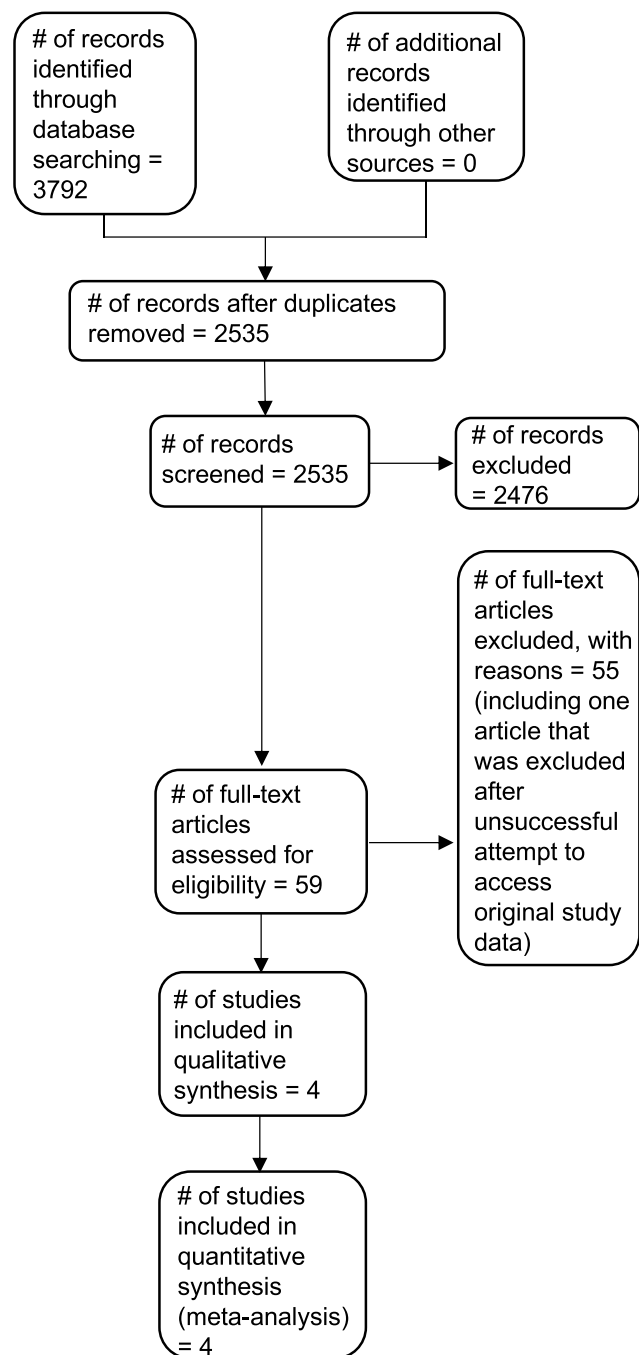 # of records
identified
through
database
searching =
3792
# of additional
records
identified
through other
sources = 0
# of records after duplicates
removed = 2535
# of records
screened = 2535
# of records
excluded
= 2476
# of full-text
articles
excluded, with
reasons = 55
(including one
article that
was excluded
after
unsuccessful
attempt to
access
original study
data)
# of full-text
articles
assessed for
eligibility = 59
# of studies
included in
qualitative
synthesis = 4
# of studies
included in
quantitative
synthesis
(meta-analysis)
= 4